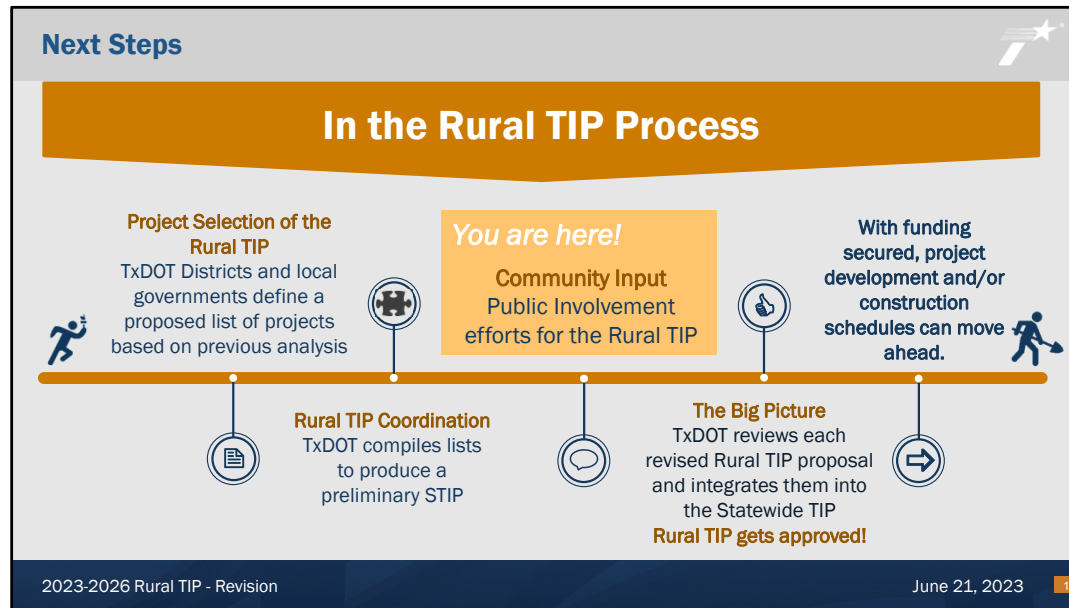 Next Steps
In the Rural TIP Process
Project Selection of the
Rural TIP
TxDOT Districts and local
governments define a
proposed list of projects
based on previous analysis
Rural TIP Coordination
TxDOT compiles lists
to produce a
preliminary STIP
You are here!
Community Input
Public Involvement
efforts for the Rural TIP
The Big Picture
TxDOT reviews each
revised Rural TIP proposal
and integrates them into
the Statewide TIP
Rural TIP gets approved!
With funding
secured, project
development and/or
construction
schedules can move
ahead.
2023-2026 Rural TIP - Revision
June 21, 2023